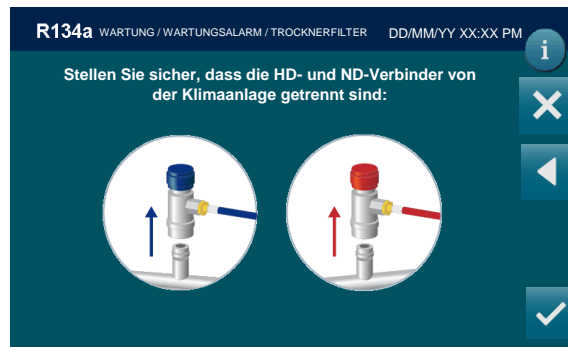 R134a WARTUNG / WARTUNGSALARM / TROCKNERFILTER DD/MM/YY XX:XX PM
i
Stellen Sie sicher, dass die HD- und ND-Verbinder von
der Klimaanlage getrennt sind: